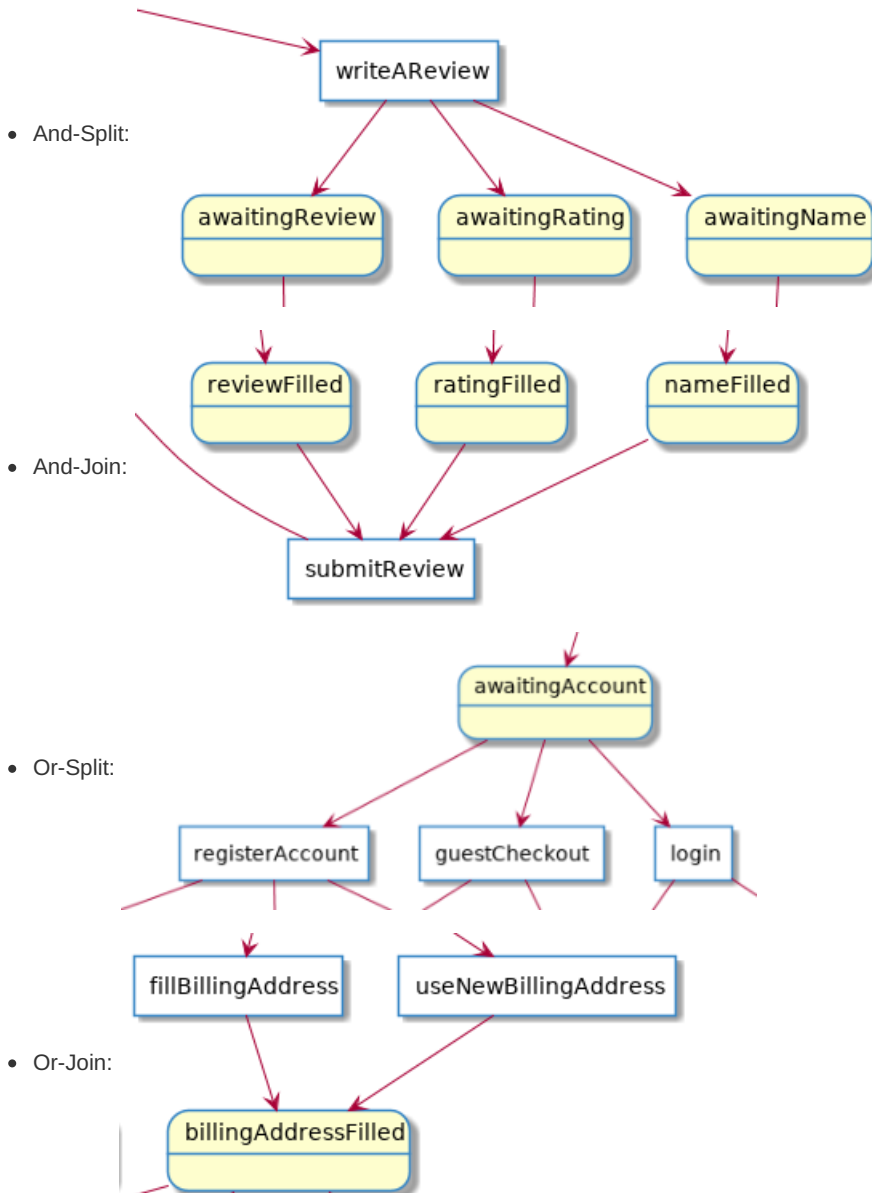 writeAReview
• And-Split:
awaitingReview awaitingRating awaitingName
reviewFilled ratingFilled nameFilled
• And-Join:
submitReview
awaitingAccount
• Or-Split:
registerAccount guestCheckout login
fillBillingAddress useNewBillingAddress
• Or-Join:
billingAddressFilled